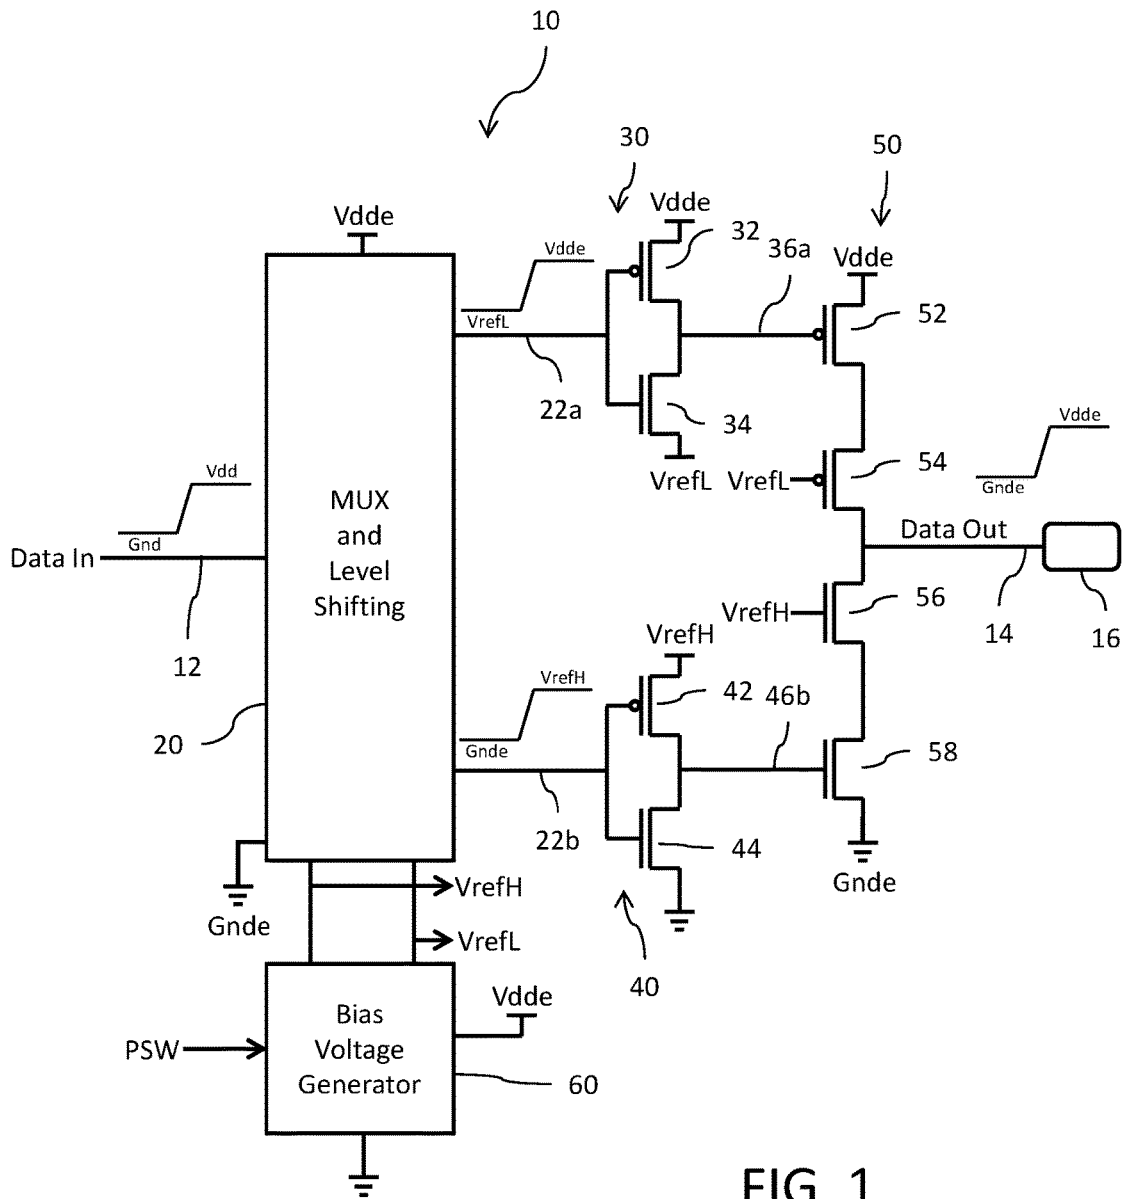 10
30
50
Vdde
Vdde
Vdde
32
36a
Vdde
VrefL
Vdde
52
22a
34
VrefL
VrefL
54
Vdde
Gnde
Vdd
Gnd
Data In
12
MUX
and
Level
Shifting
Data Out
14
16
VrefH
56
VrefH
42
46b
VrefH
Gnde
20
22b
44
58
Gnde
Gnde
VrefH
VrefL
40
Bias
Voltage
Generator
Vdde
PSW
60
FIG. 1